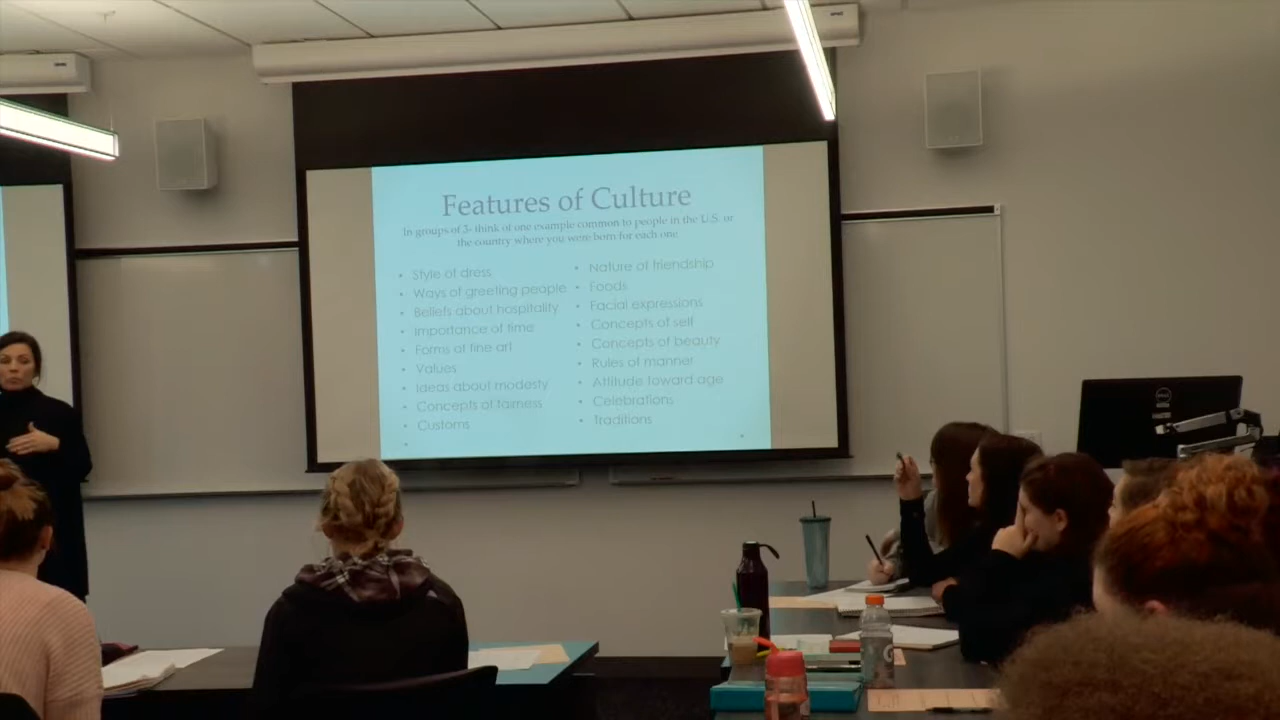 Features of Culture
In groups of 3- think of one example common to people in the U.S. or
the country where you were born for each one
• Style of dress
• Ways of greeting people
• Beliefs about hospitality
• Importance of time
• Forms of fine art
• Values
• Ideas about modesty
• Concepts of fairness
• Customs
• Nature of friendship
• Foods
• Facial expressions
• Concepts of self
• Concepts of beauty
• Rules of manner
• Attitude toward age
• Celebrations
• Traditions
DELL